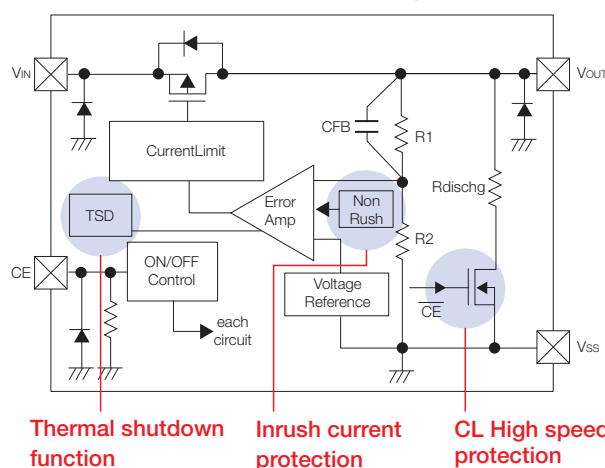 VIN
VOUT
CFB
R1
CurrentLimit
Rdischg
TSD
Error
Amp
Non
Rush
R2
CE
ON/OFF
Control
Voltage
Reference
CE
each
circuit
VSS
Thermal shutdown
function
Inrush current
protection
CL High speed
protection